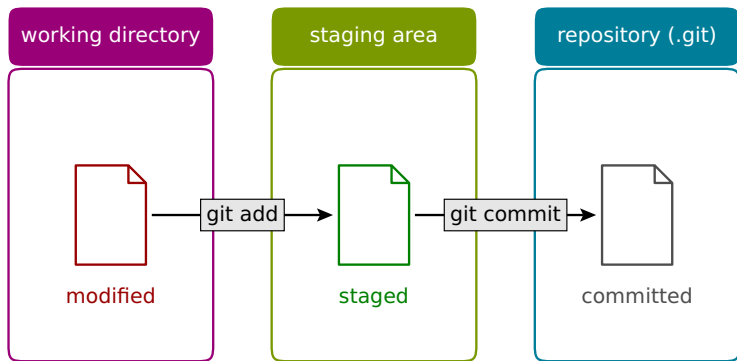 working directory
staging area
repository (.git)
git add
git commit
modified
staged
committed